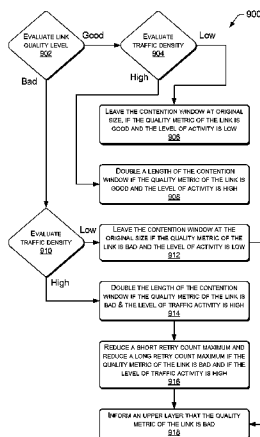 900
EVALUATE LINK
QUALITY LEVEL
902
Good
EVALUATE
TRAFFIC DENSITY
904
Low
High
Bad
LEAVE THE CONTENTION WINDOW AT ORIGINAL
SIZE, IF THE QUALITY METRIC OF THE LINK IS
GOOD AND THE LEVEL OF ACTIVITY IS LOW
906
DOUBLE A LENGTH OF THE CONTENTION
WINDOW IF THE QUALITY METRIC OF THE LINK IS
GOOD AND THE LEVEL OF ACTIVITY IS HIGH
908
EVALUATE
TRAFFIC DENSITY
910
Low
LEAVE THE CONTENTION WINDOW AT THE
ORIGINAL SIZE IF THE QUALITY METRIC OF THE
LINK IS BAD AND THE LEVEL OF ACTIVITY IS LOW
912
High
DOUBLE THE LENGTH OF THE CONTENTION
WINDOW IF THE QUALITY METRIC OF THE LINK IS
BAD & THE LEVEL OF TRAFFIC ACTIVITY IS HIGH
914
REDUCE A SHORT RETRY COUNT MAXIMUM AND
REDUCE A LONG RETRY COUNT MAXIMUM IF THE
QUALITY METRIC OF THE LINK IS BAD AND IF THE
LEVEL OF TRAFFIC ACTIVITY IS HIGH
916
INFORM AN UPPER LAYER THAT THE QUALITY
METRIC OF THE LINK IS BAD
918